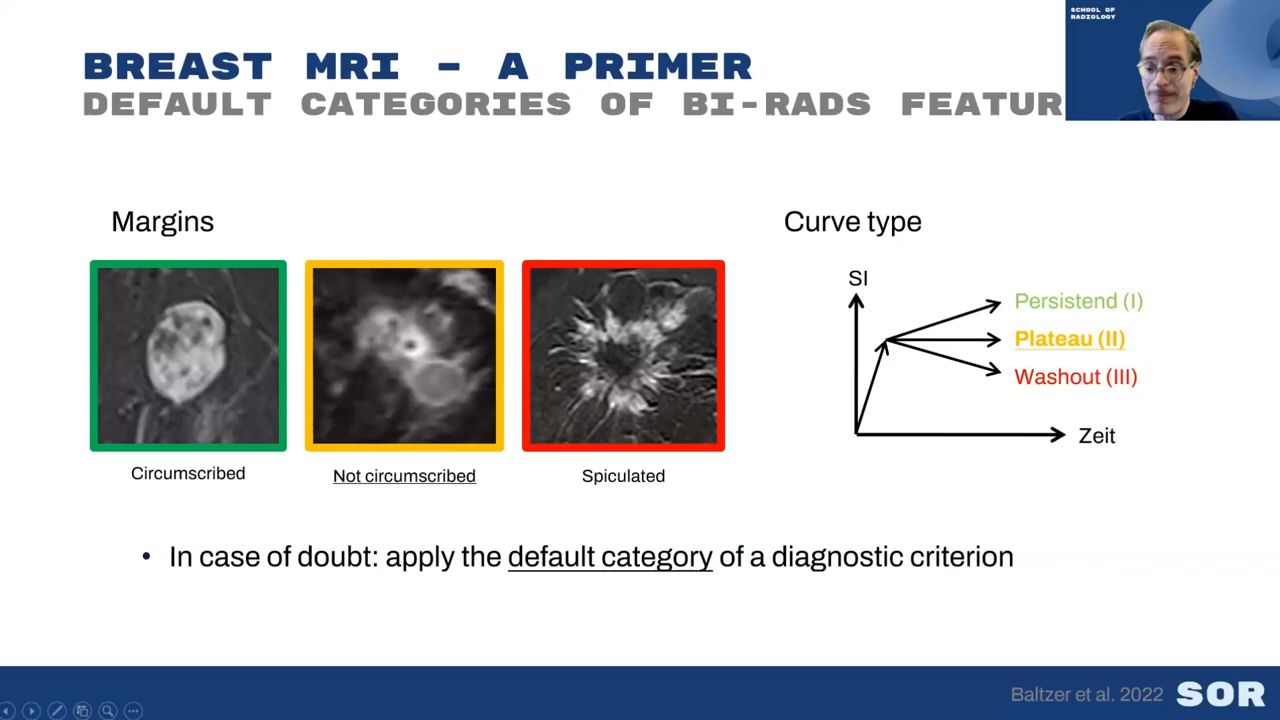 SCHOOL OF
RADIOLOGY
BREAST MRI - A PRIMER
DEFAULT CATEGORIES OF BI-RADS FEATUR
Margins
Circumscribed
Not circumscribed
Spiculated
Curve type
SI
Persistend (I)
Plateau (II)
Washout (III)
Zeit
• In case of doubt: apply the default category of a diagnostic criterion
Baltzer et al. 2022
SOR